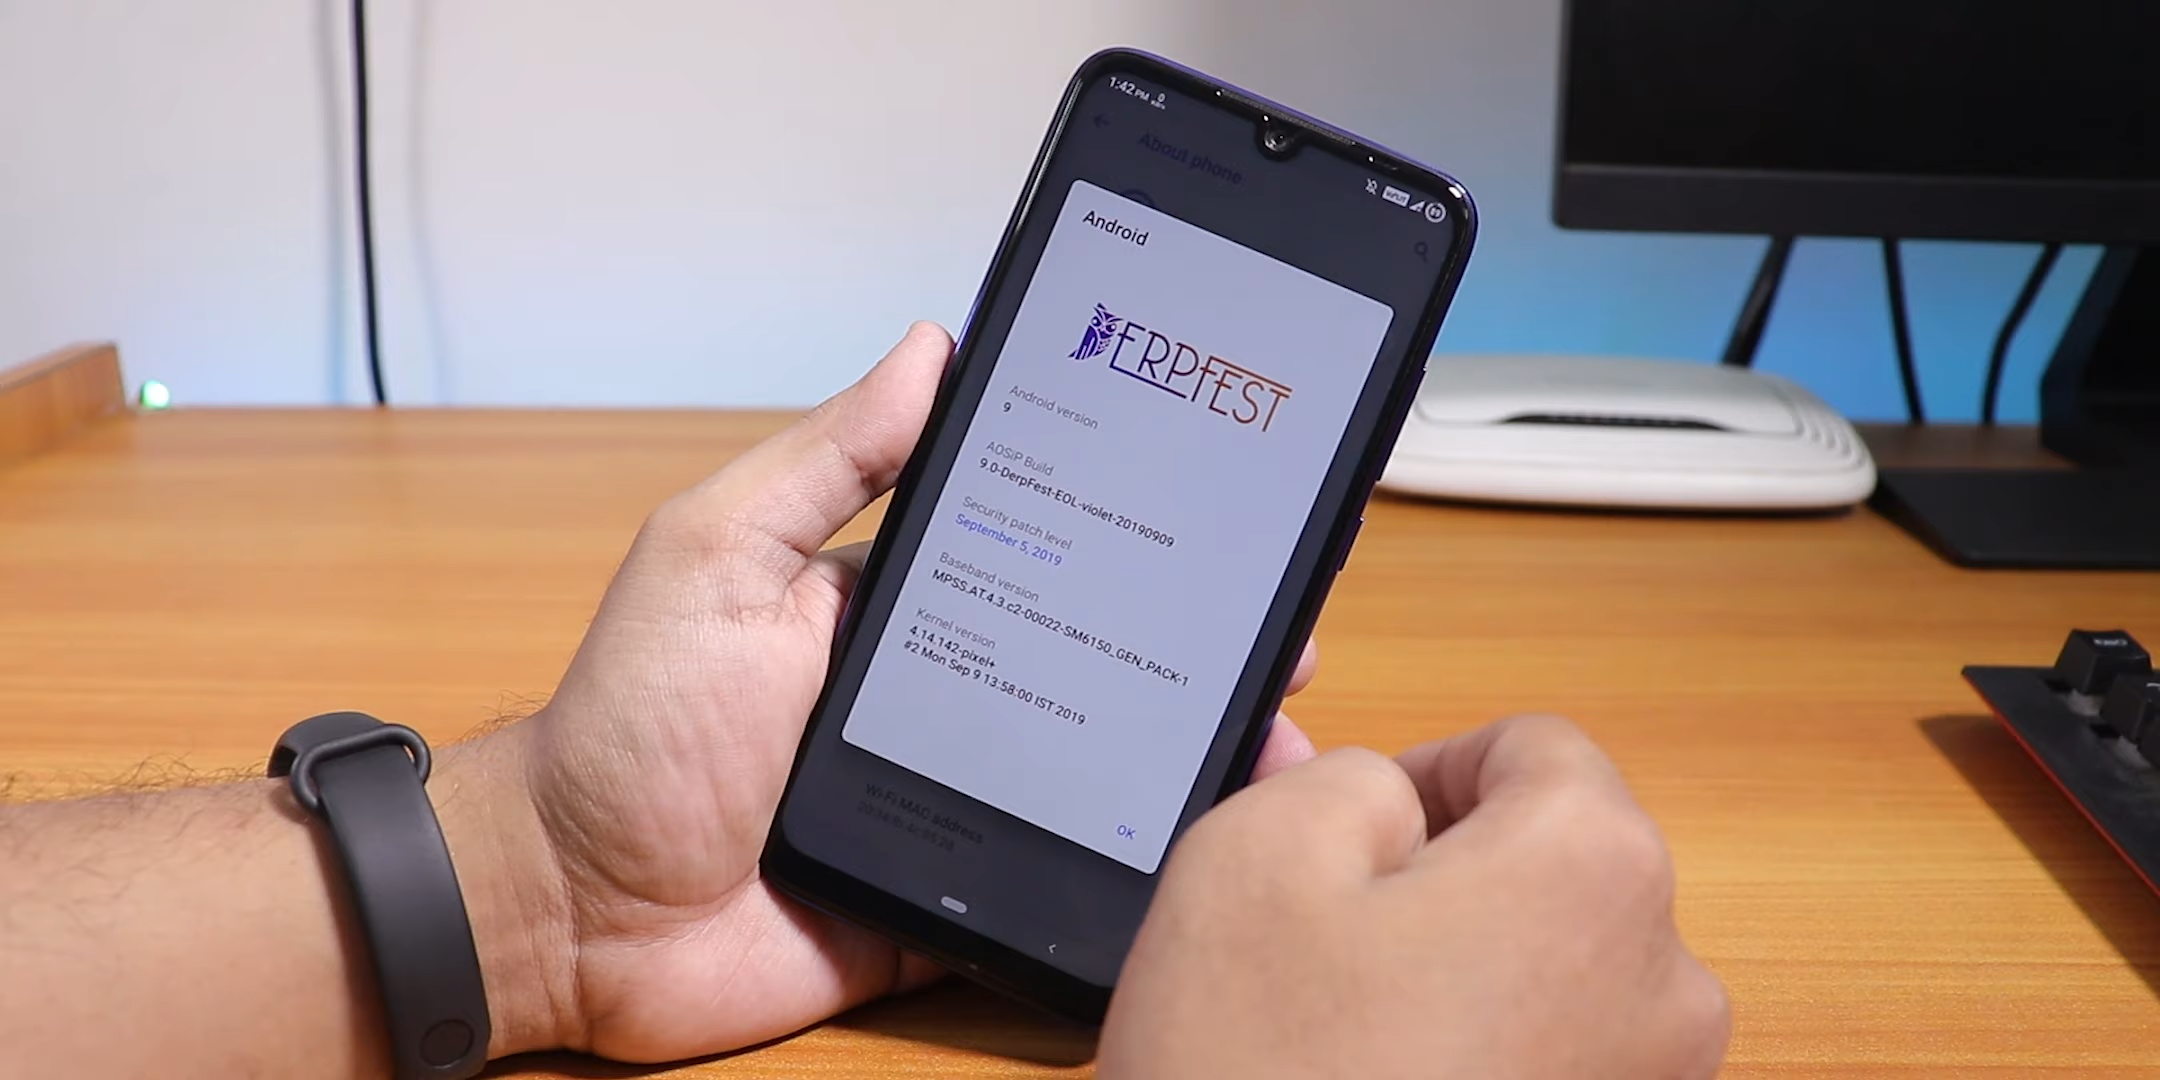 1:42 PM
About phone
Android
DERPFEST
Android version
9
AOSiP Build
9.0-DerpFest-EOL-violet-20190909
Security patch level
September 5, 2019
Baseband version
MPSS.AT.4.3.c2-00022-SM6150_GEN_PACK-1
Kernel version
4.14.142-pixel+
#2 Mon Sep 9 13:58:00 IST 2019
Wi-Fi MAC address
OK